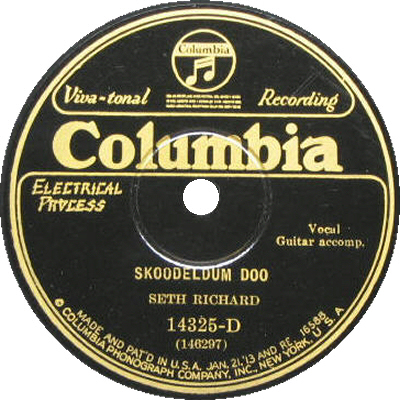 Columbia
Viva-tonal Recording
Columbia
ELECTRICAL
PROCESS
Vocal
Guitar accomp.
SKOODELDUM DOO
SETH RICHARD
14325-D
(146297)
MADE AND PAT'D IN U.S.A. JAN. 21,'13 AND RE 16588
© COLUMBIA PHONOGRAPH COMPANY, INC., NEW YORK, U.S.A.